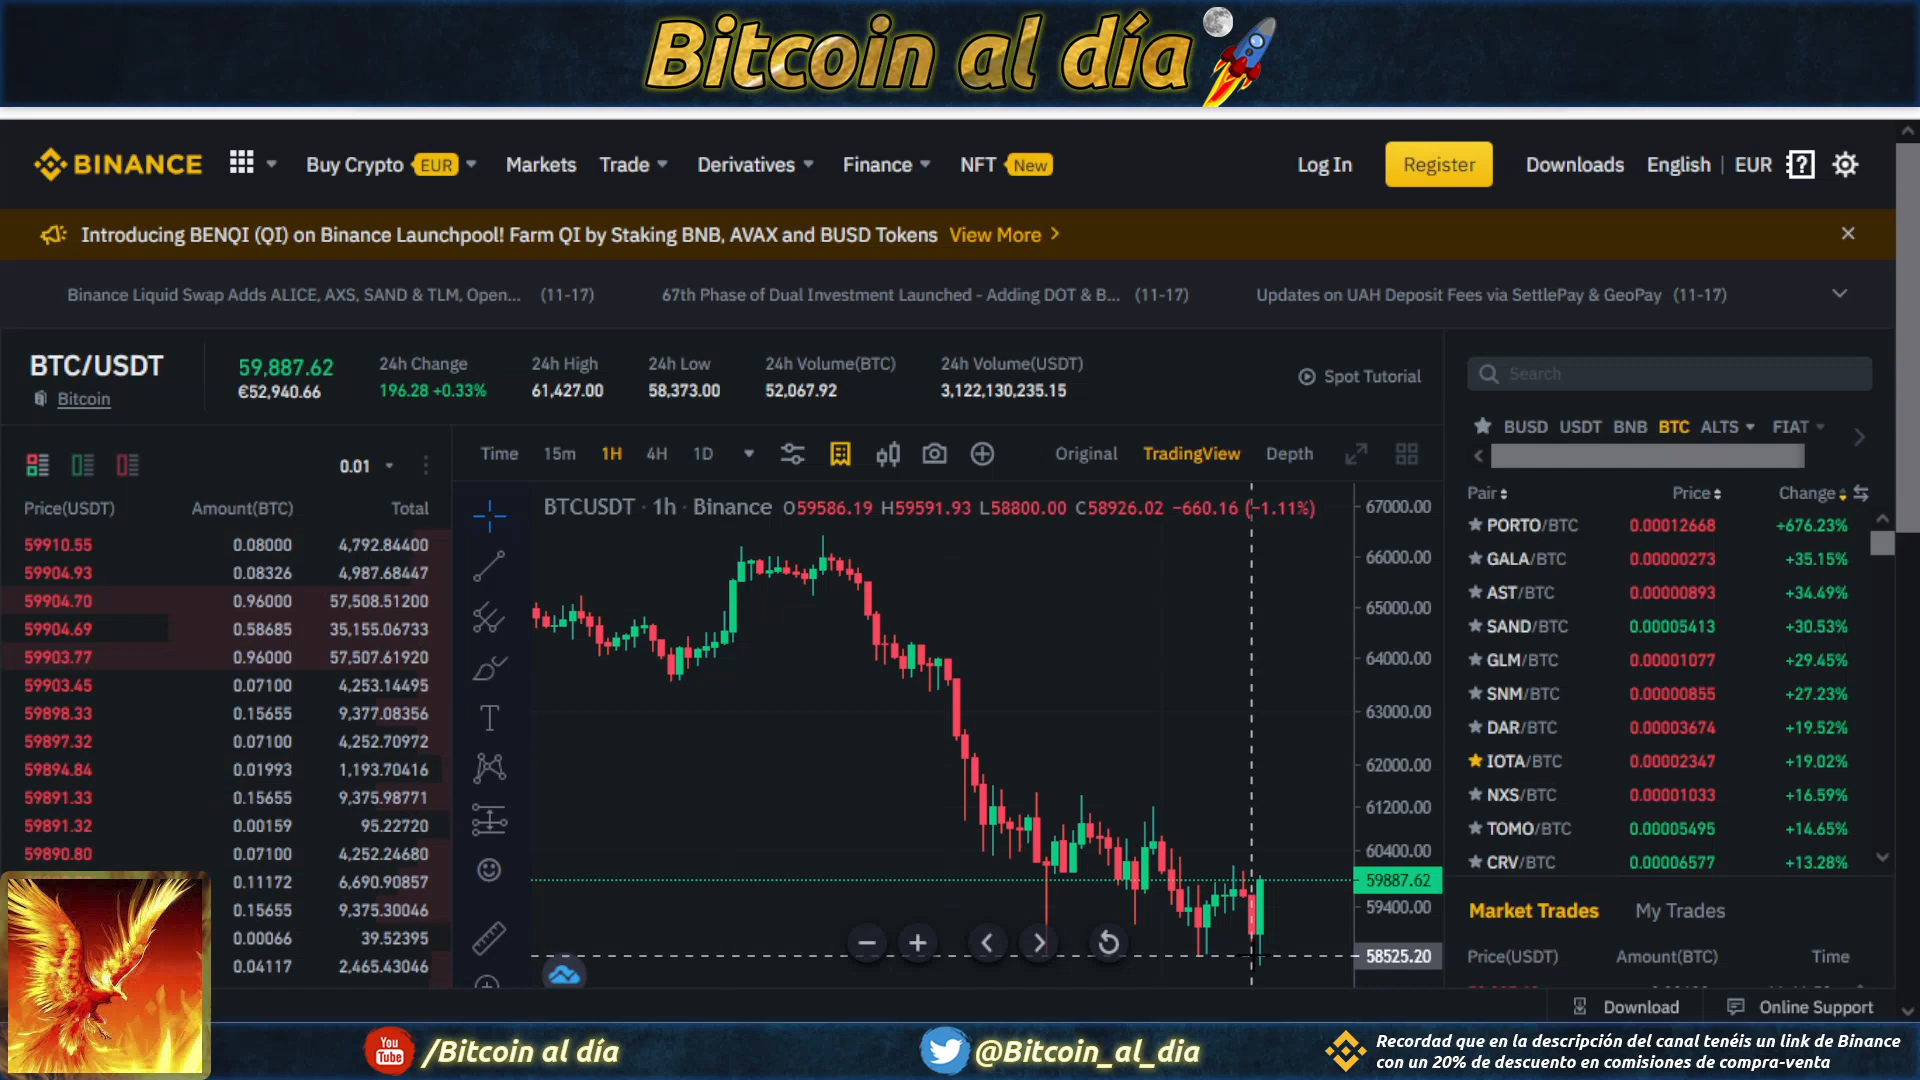 Bitcoin al día
BINANCE
Buy Crypto EUR
Markets
Trade
Derivatives
Finance
NFT New
Log In
Register
Downloads
English
EUR
Introducing BENQI (QI) on Binance Launchpool! Farm QI by Staking BNB, AVAX and BUSD Tokens View More
Binance Liquid Swap Adds ALICE, AXS, SAND & TLM, Open... (11-17)
67th Phase of Dual Investment Launched - Adding DOT & B... (11-17)
Updates on UAH Deposit Fees via SettlePay & GeoPay (11-17)
BTC/USDT
Bitcoin
59,887.62
€52,940.66
24h Change
196.28 +0.33%
24h High
61,427.00
24h Low
58,373.00
24h Volume(BTC)
52,067.92
24h Volume(USDT)
3,122,130,235.15
Spot Tutorial
0.01
Price(USDT) Amount(BTC) Total
59910.55 0.08000 4,792.84400
59904.93 0.08326 4,987.68447
59904.70 0.96000 57,508.51200
59904.69 0.58685 35,155.06733
59903.77 0.96000 57,507.61920
59903.45 0.07100 4,253.14495
59898.33 0.15655 9,377.08356
59897.32 0.07100 4,252.70972
59894.84 0.01993 1,193.70416
59891.33 0.15655 9,375.98771
59891.32 0.00159 95.22720
59890.80 0.07100 4,252.24680
0.11172 6,690.90857
0.15655 9,375.30046
0.00066 39.52395
0.04117 2,465.43046
Time 15m 1H 4H 1D
Original TradingView Depth
BTCUSDT · 1h · Binance O59586.19 H59591.93 L58800.00 C58926.02 −660.16 (−1.11%)
67000.00
66000.00
65000.00
64000.00
63000.00
62000.00
61200.00
60400.00
59887.62
59400.00
58525.20
Search
BUSD USDT BNB BTC ALTS FIAT
Pair Price Change
PORTO/BTC 0.00012668 +676.23%
GALA/BTC 0.00000273 +35.15%
AST/BTC 0.00000893 +34.49%
SAND/BTC 0.00005413 +30.53%
GLM/BTC 0.00001077 +29.45%
SNM/BTC 0.00000855 +27.23%
DAR/BTC 0.00003674 +19.52%
IOTA/BTC 0.00002347 +19.02%
NXS/BTC 0.00001033 +16.59%
TOMO/BTC 0.00005495 +14.65%
CRV/BTC 0.00006577 +13.28%
Market Trades My Trades
Price(USDT) Amount(BTC) Time
Download
Online Support
You Tube /Bitcoin al día
@Bitcoin_al_dia
Recordad que en la descripción del canal tenéis un link de Binance
con un 20% de descuento en comisiones de compra-venta